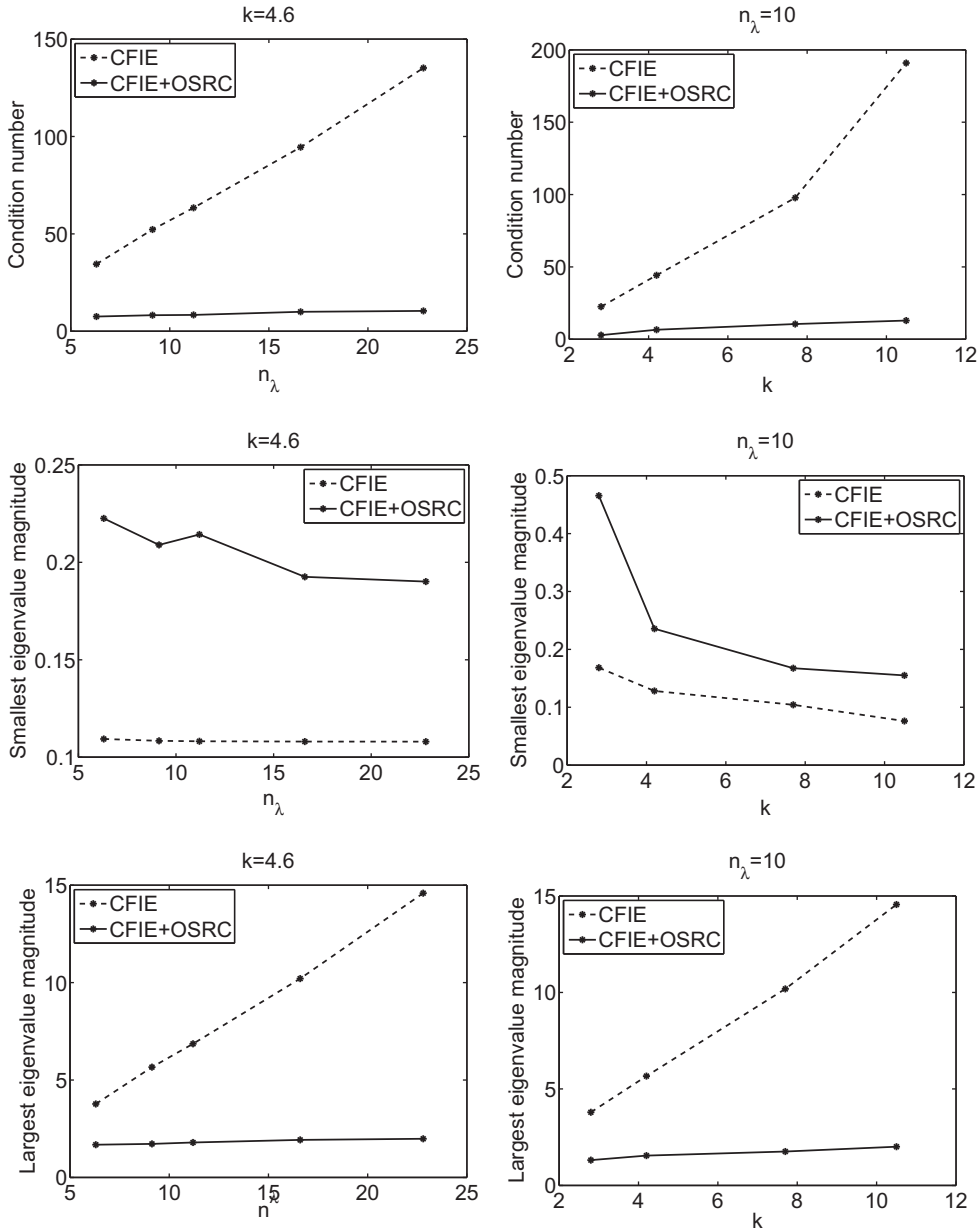 k=4.6
150
100
50
0
5 10 15 20 25
Condition number
n_λ
CFIE
CFIE+OSRC
n_λ=10
200
150
100
50
0
2 4 6 8 10 12
Condition number
k
CFIE
CFIE+OSRC
k=4.6
0.25
0.2
0.15
0.1
5 10 15 20 25
Smallest eigenvalue magnitude
n_λ
CFIE
CFIE+OSRC
n_λ=10
0.5
0.4
0.3
0.2
0.1
0
2 4 6 8 10 12
Smallest eigenvalue magnitude
k
CFIE
CFIE+OSRC
k=4.6
15
10
5
0
5 10 15 20 25
Largest eigenvalue magnitude
n^λ
CFIE
CFIE+OSRC
n_λ=10
15
10
5
0
2 4 6 8 10 12
Largest eigenvalue magnitude
k
CFIE
CFIE+OSRC